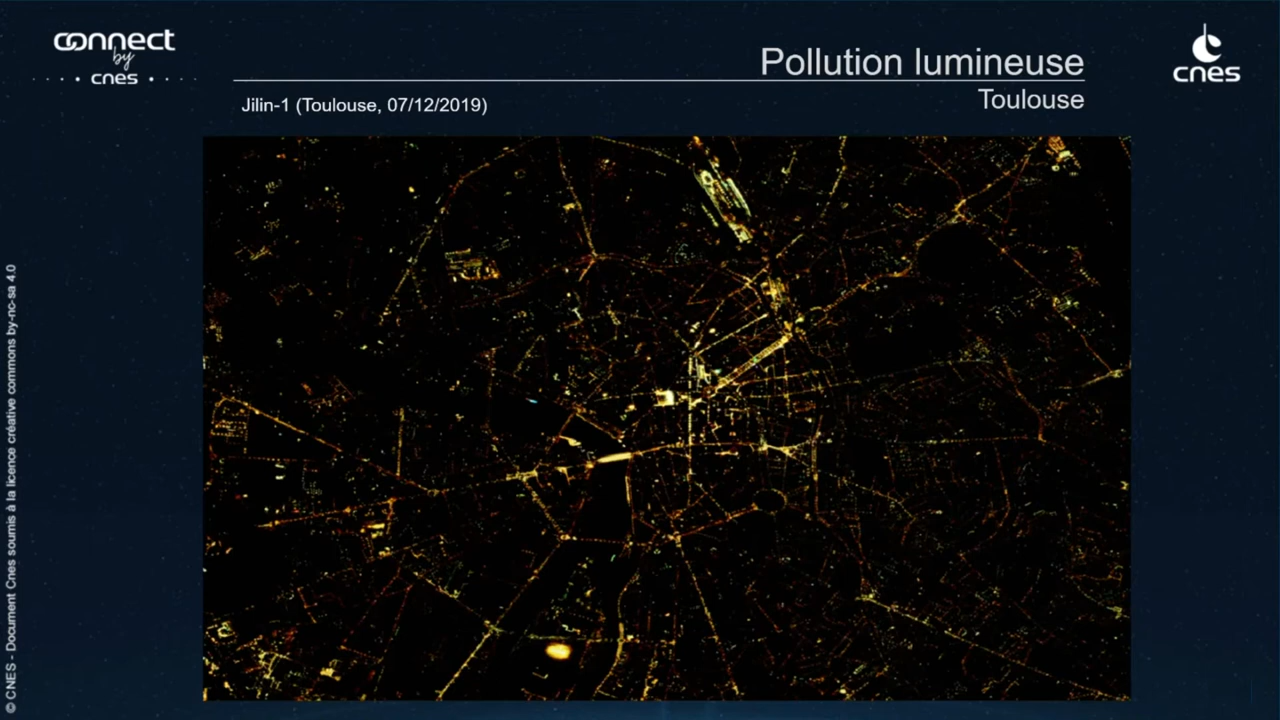 connect
by
cnes
Pollution lumineuse
Toulouse
cnes
Jilin-1 (Toulouse, 07/12/2019)
© CNES - Document Cnes soumis à la licence créative commons by-nc-sa 4.0